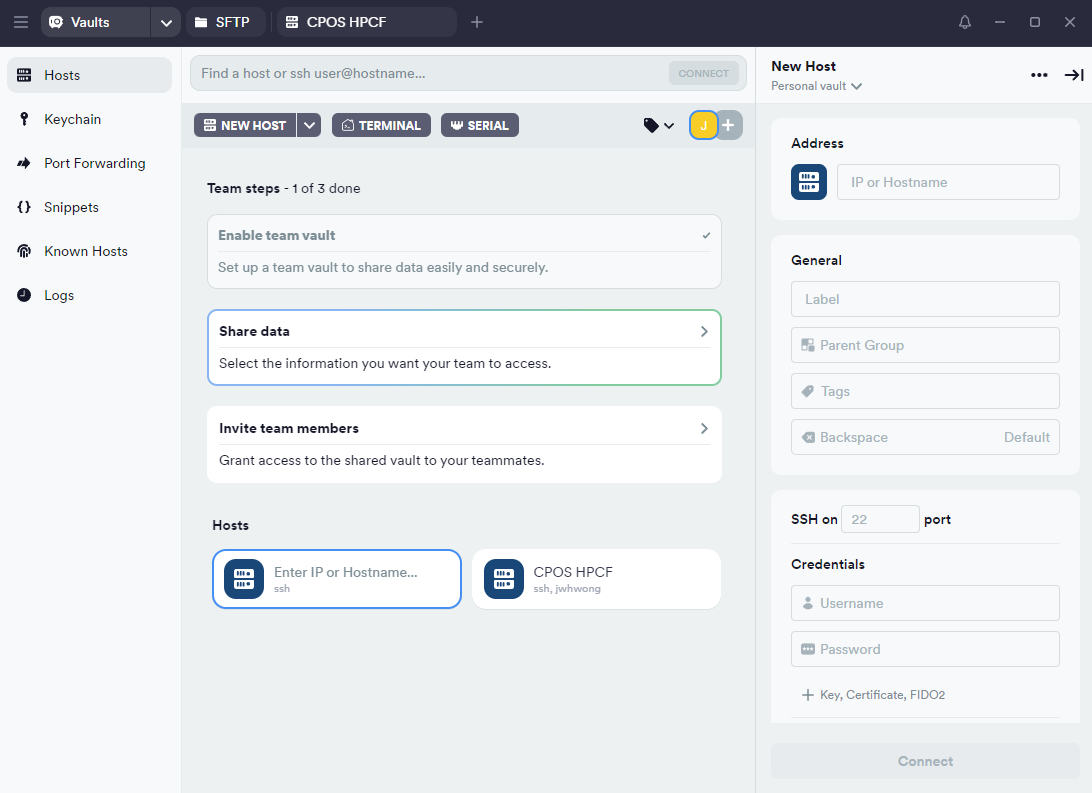 Vaults
SFTP
CPOS HPCF
Hosts
Keychain
Port Forwarding
Snippets
Known Hosts
Logs
Find a host or ssh user@hostname...
CONNECT
NEW HOST
TERMINAL
SERIAL
J
Team steps - 1 of 3 done
Enable team vault
Set up a team vault to share data easily and securely.
Share data
Select the information you want your team to access.
Invite team members
Grant access to the shared vault to your teammates.
Hosts
Enter IP or Hostname...
ssh
CPOS HPCF
ssh, jwhwong
New Host
Personal vault
Address
IP or Hostname
General
Label
Parent Group
Tags
Backspace Default
SSH on 22 port
Credentials
Username
Password
Key, Certificate, FIDO2
Connect